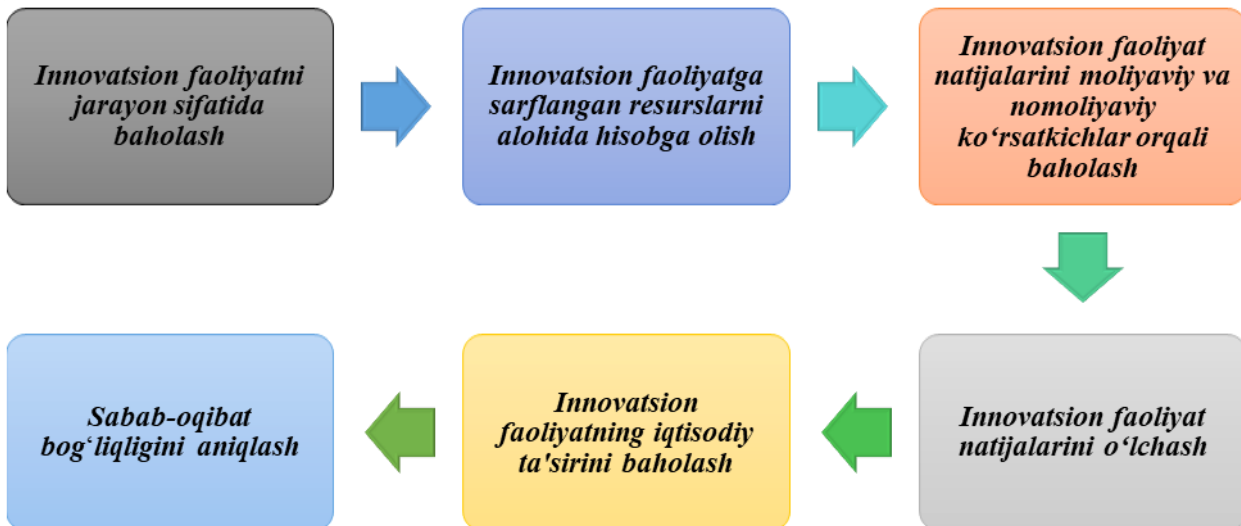 Innovatsion faoliyatni
jarayon sifatida
baholash
Innovatsion faoliyatga
sarflangan resurslarni
alohida hisobga olish
Innovatsion faoliyat
natijalarini moliyaviy va
nomoliyaviy
ko‘rsatkichlar orqali
baholash
Innovatsion faoliyat
natijalarini o‘lchash
Innovatsion
faoliyatning iqtisodiy
ta'sirini baholash
Sabab-oqibat
bog‘liqligini aniqlash